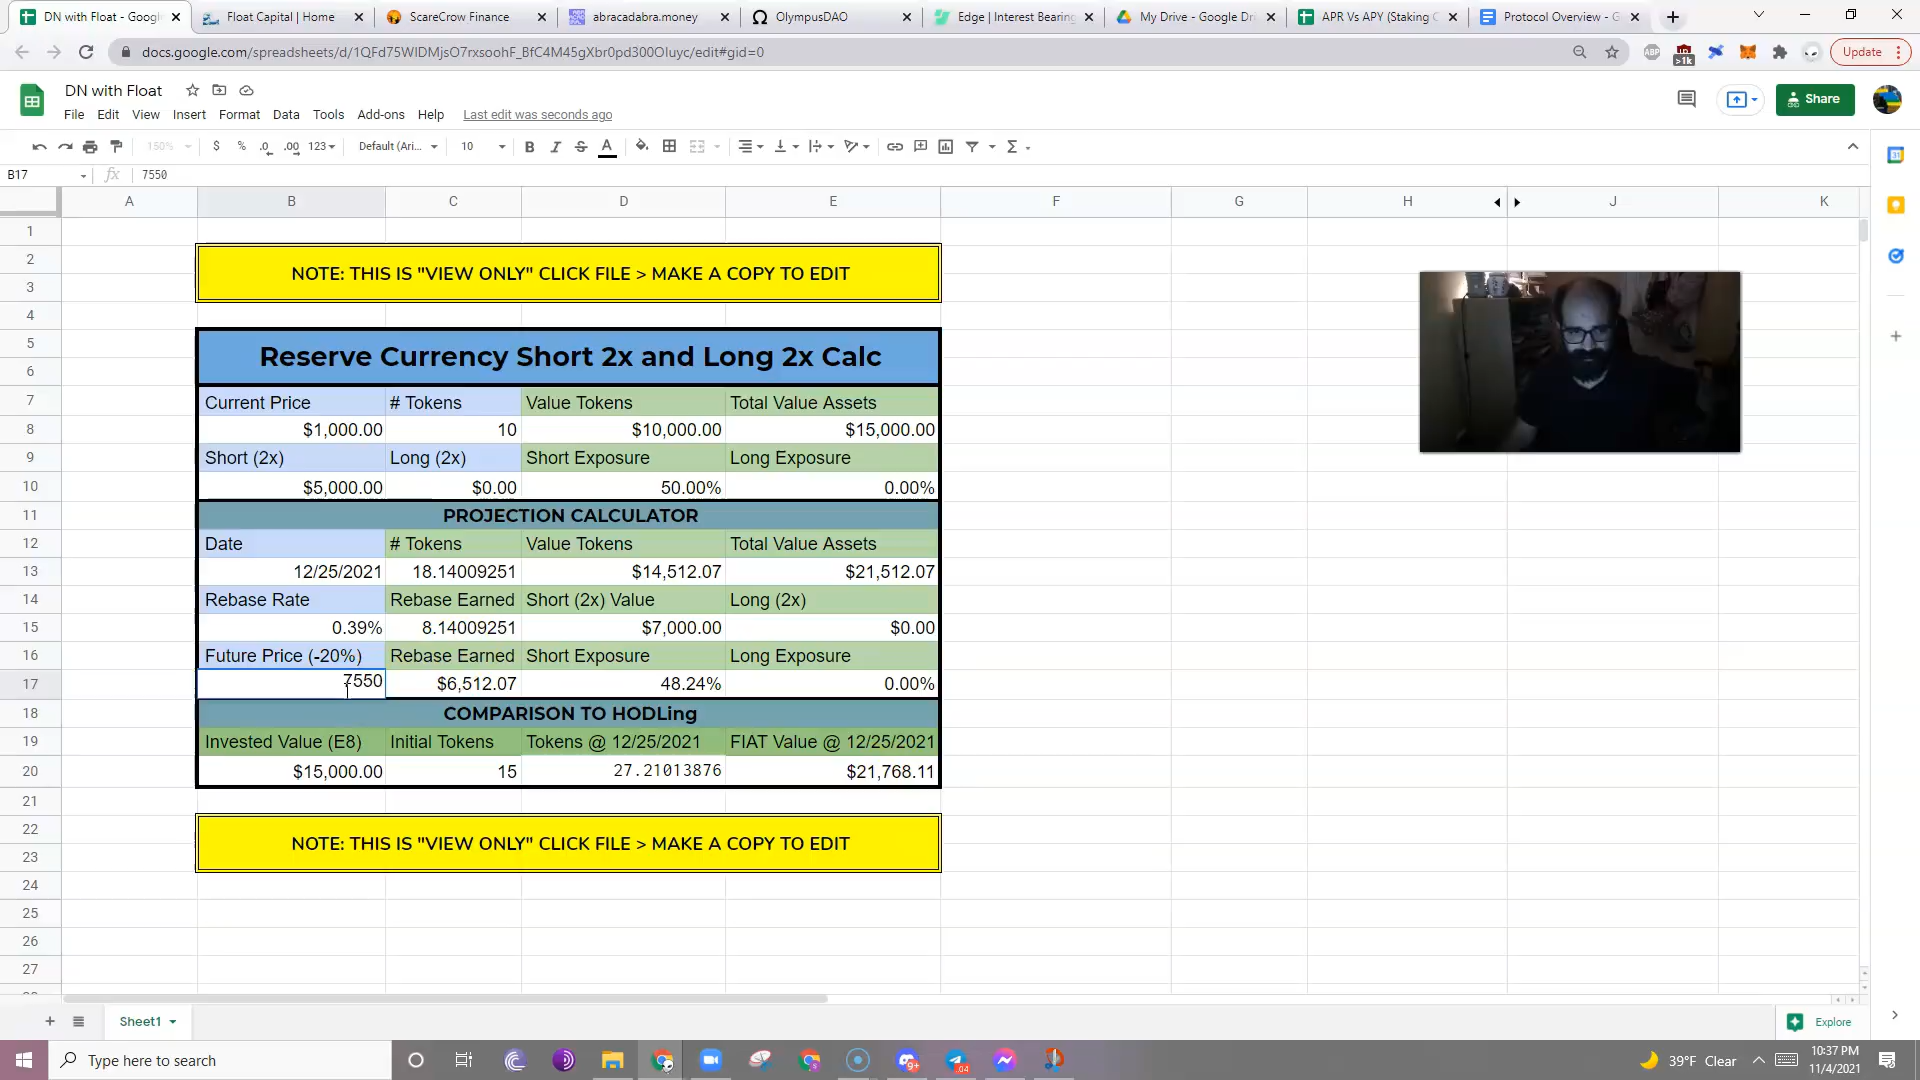 DN with Float - Goog
Float Capital | Home
ScareCrow Finance
abracadabra.money
OlympusDAO
Edge | Interest Bearing
My Drive - Google Dri
APR Vs APY (Staking C
Protocol Overview - G
docs.google.com/spreadsheets/d/1QFd75WIDMjsO7rxsoohF_BfC4M45gXbr0pd300Oluyc/edit#gid=0
ABP
>1k
Update
DN with Float
File Edit View Insert Format Data Tools Add-ons Help Last edit was seconds ago
Share
150% $ % .0 .00 123 Default (Ari... 10 B I S A
B17 fx 7550
A B C D E F G H J K
1
2
NOTE: THIS IS "VIEW ONLY" CLICK FILE > MAKE A COPY TO EDIT
3
4
5
Reserve Currency Short 2x and Long 2x Calc
6
7 Current Price # Tokens Value Tokens Total Value Assets
8 $1,000.00 10 $10,000.00 $15,000.00
9 Short (2x) Long (2x) Short Exposure Long Exposure
10 $5,000.00 $0.00 50.00% 0.00%
11 PROJECTION CALCULATOR
12 Date # Tokens Value Tokens Total Value Assets
13 12/25/2021 18.14009251 $14,512.07 $21,512.07
14 Rebase Rate Rebase Earned Short (2x) Value Long (2x)
15 0.39% 8.14009251 $7,000.00 $0.00
16 Future Price (-20%) Rebase Earned Short Exposure Long Exposure
17 7550 $6,512.07 48.24% 0.00%
18 COMPARISON TO HODLing
19 Invested Value (E8) Initial Tokens Tokens @ 12/25/2021 FIAT Value @ 12/25/2021
20 $15,000.00 15 27.21013876 $21,768.11
21
22
NOTE: THIS IS "VIEW ONLY" CLICK FILE > MAKE A COPY TO EDIT
23
24
25
26
27
Sheet1
Explore
Type here to search
39°F Clear
10:37 PM
11/4/2021